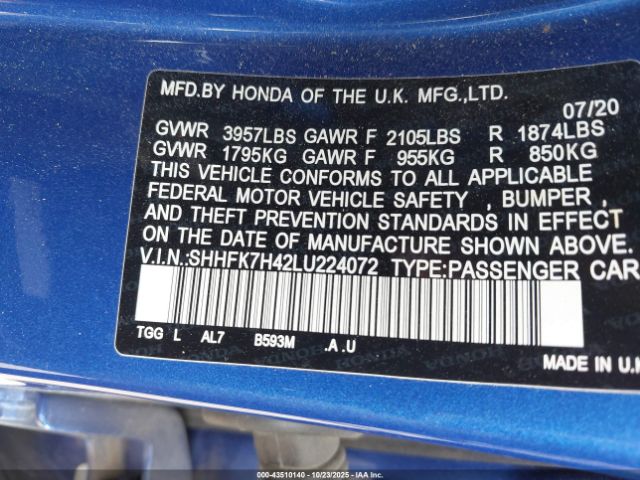 MFD.BY HONDA OF THE U.K. MFG.,LTD.
07/20
GVWR 3957LBS GAWR F 2105LBS R 1874LBS
GVWR 1795KG GAWR F 955KG R 850KG
THIS VEHICLE CONFORMS TO ALL APPLICABLE
FEDERAL MOTOR VEHICLE SAFETY , BUMPER ,
AND THEFT PREVENTION STANDARDS IN EFFECT
ON THE DATE OF MANUFACTURE SHOWN ABOVE.
V.I.N.:SHHFK7H42LU224072 TYPE:PASSENGER CAR
TGG L AL7 B593M .A .U
MADE IN U.K
000-43510140 - 10/23/2025 - IAAI.COM